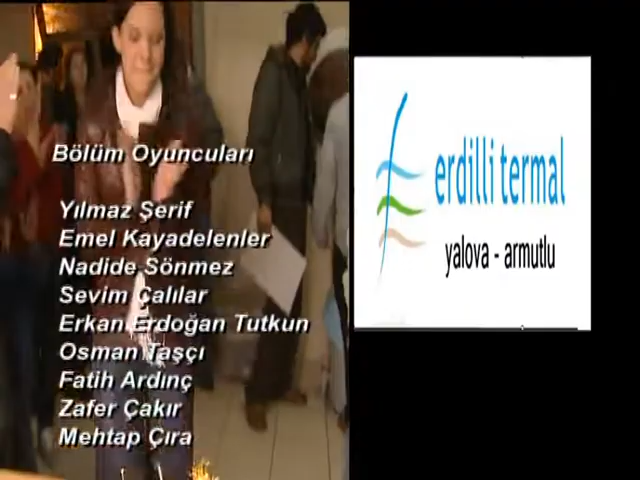 Bölüm Oyuncuları
Yılmaz Şerif
Emel Kayadelenler
Nadide Sönmez
Sevim Çalılar
Erkan Erdoğan Tutkun
Osman Taşçı
Fatih Ardınç
Zafer Çakır
Mehtap Çıra
erdilli termal
yalova - armutlu